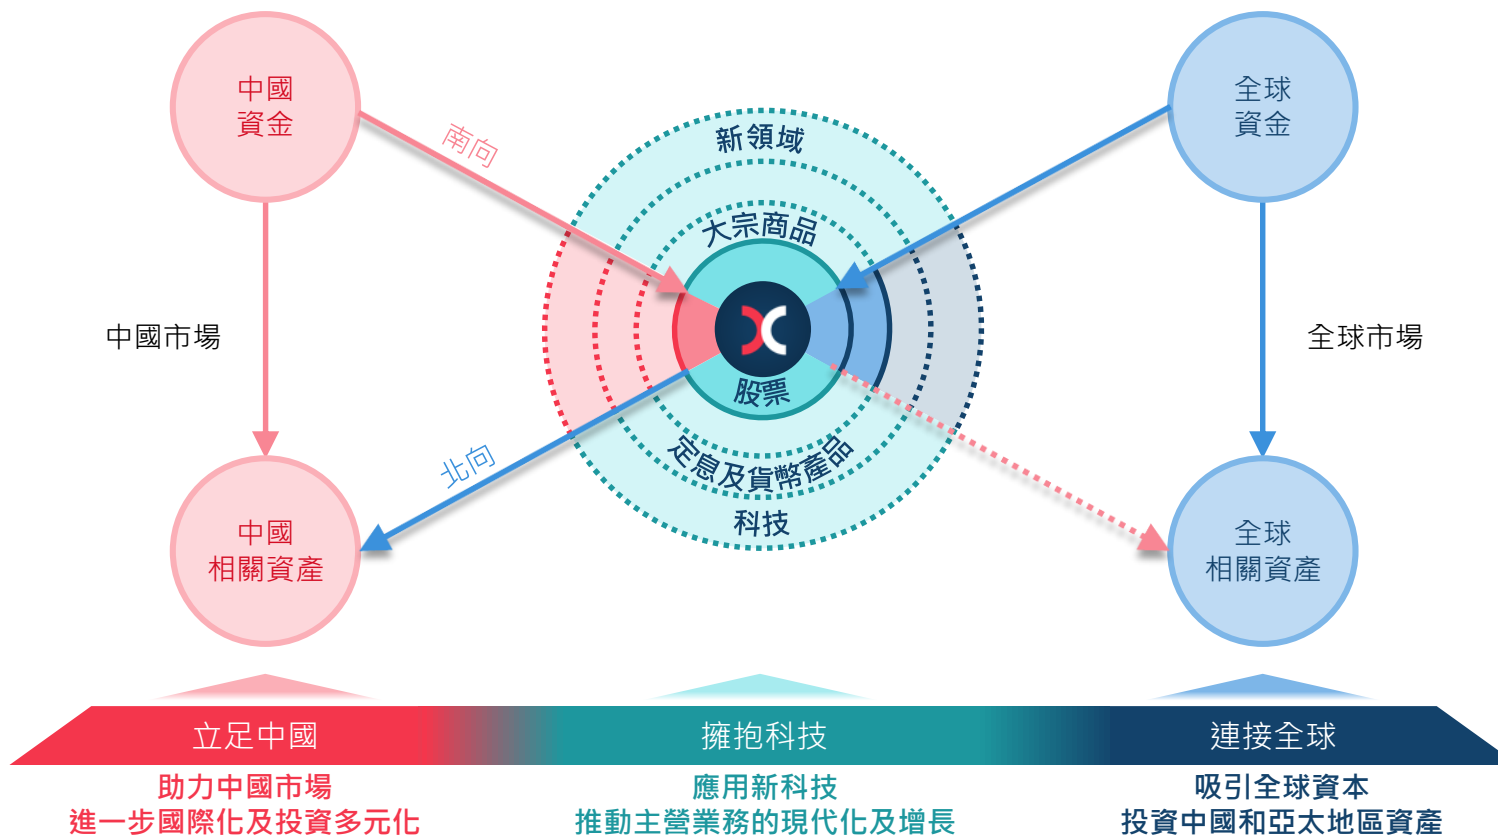 中國
資金
全球
資金
南向
新領域
大宗商品
中國市場
全球市場
股票
定息及貨幣產品
北向
科技
中國
相關資產
全球
相關資產
立足中國
擁抱科技
連接全球
助力中國市場
進一步國際化及投資多元化
應用新科技
推動主營業務的現代化及增長
吸引全球資本
投資中國和亞太地區資產